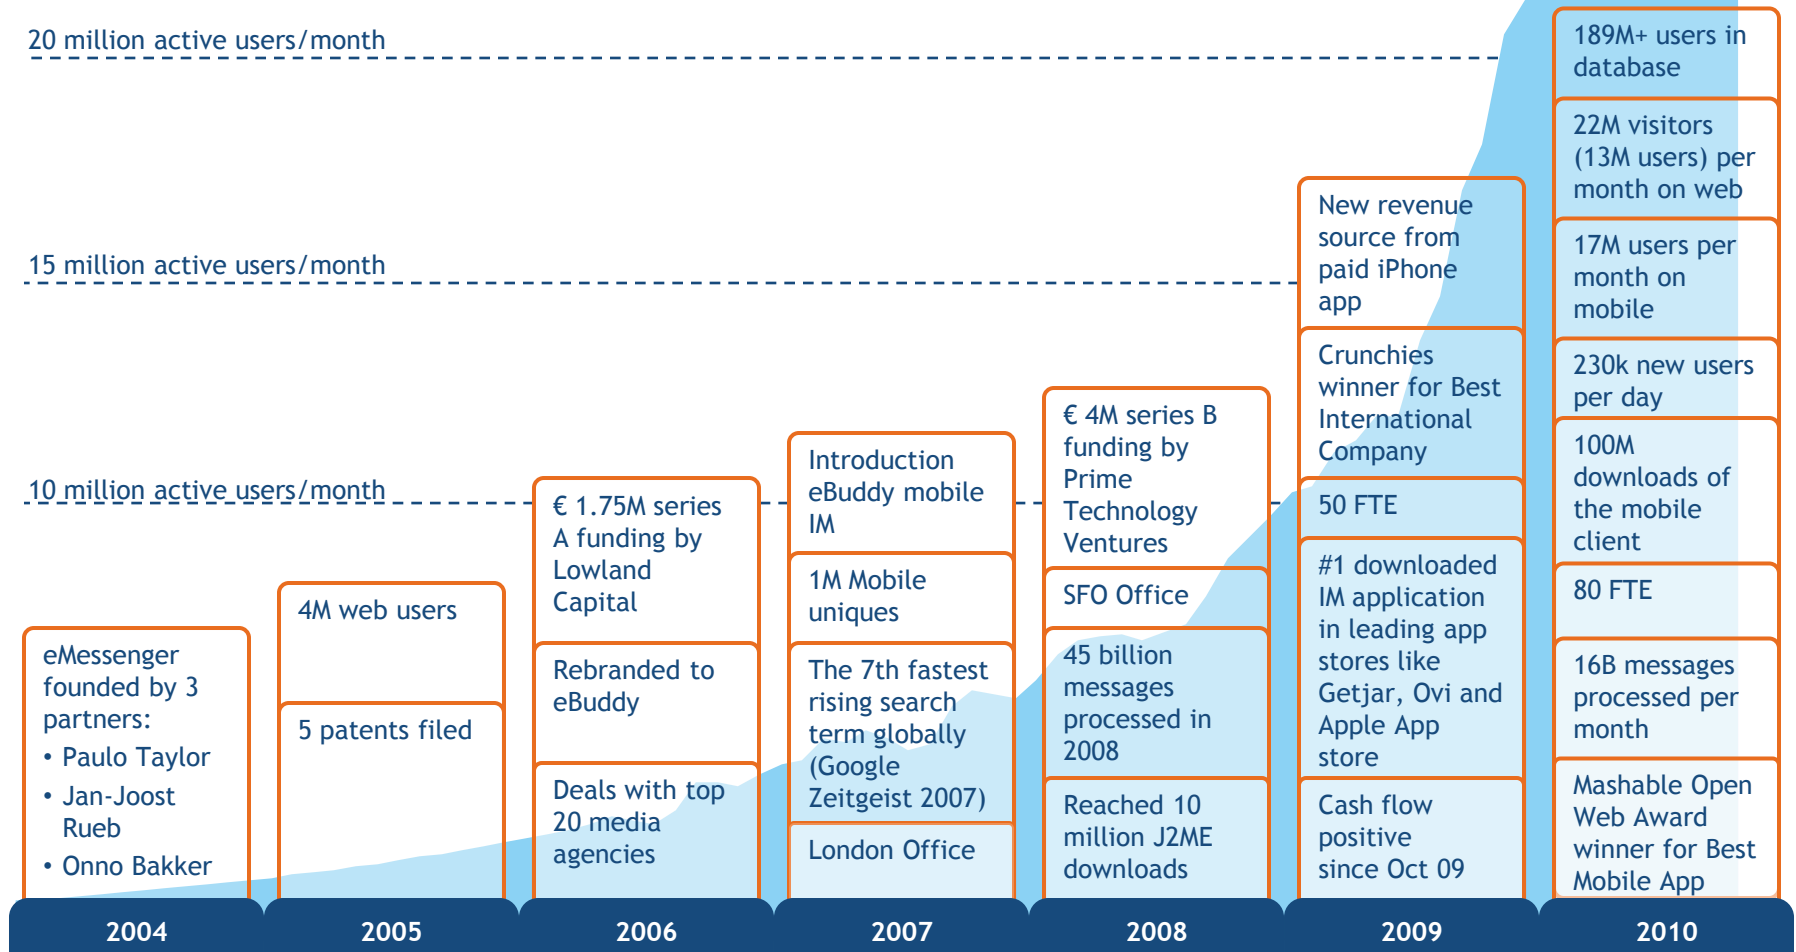 20 million active users/month
15 million active users/month
10 million active users/month
eMessenger
founded by 3
partners:
• Paulo Taylor
• Jan-Joost
Rueb
• Onno Bakker
2004
4M web users
5 patents filed
2005
€ 1.75M series
A funding by
Lowland
Capital
Rebranded to
eBuddy
Deals with top
20 media
agencies
2006
Introduction
eBuddy mobile
IM
1M Mobile
uniques
The 7th fastest
rising search
term globally
(Google
Zeitgeist 2007)
London Office
2007
€ 4M series B
funding by
Prime
Technology
Ventures
SFO Office
45 billion
messages
processed in
2008
Reached 10
million J2ME
downloads
2008
New revenue
source from
paid iPhone
app
Crunchies
winner for Best
International
Company
50 FTE
#1 downloaded
IM application
in leading app
stores like
Getjar, Ovi and
Apple App
store
Cash flow
positive
since Oct 09
2009
189M+ users in
database
22M visitors
(13M users) per
month on web
17M users per
month on
mobile
230k new users
per day
100M
downloads of
the mobile
client
80 FTE
16B messages
processed per
month
Mashable Open
Web Award
winner for Best
Mobile App
2010